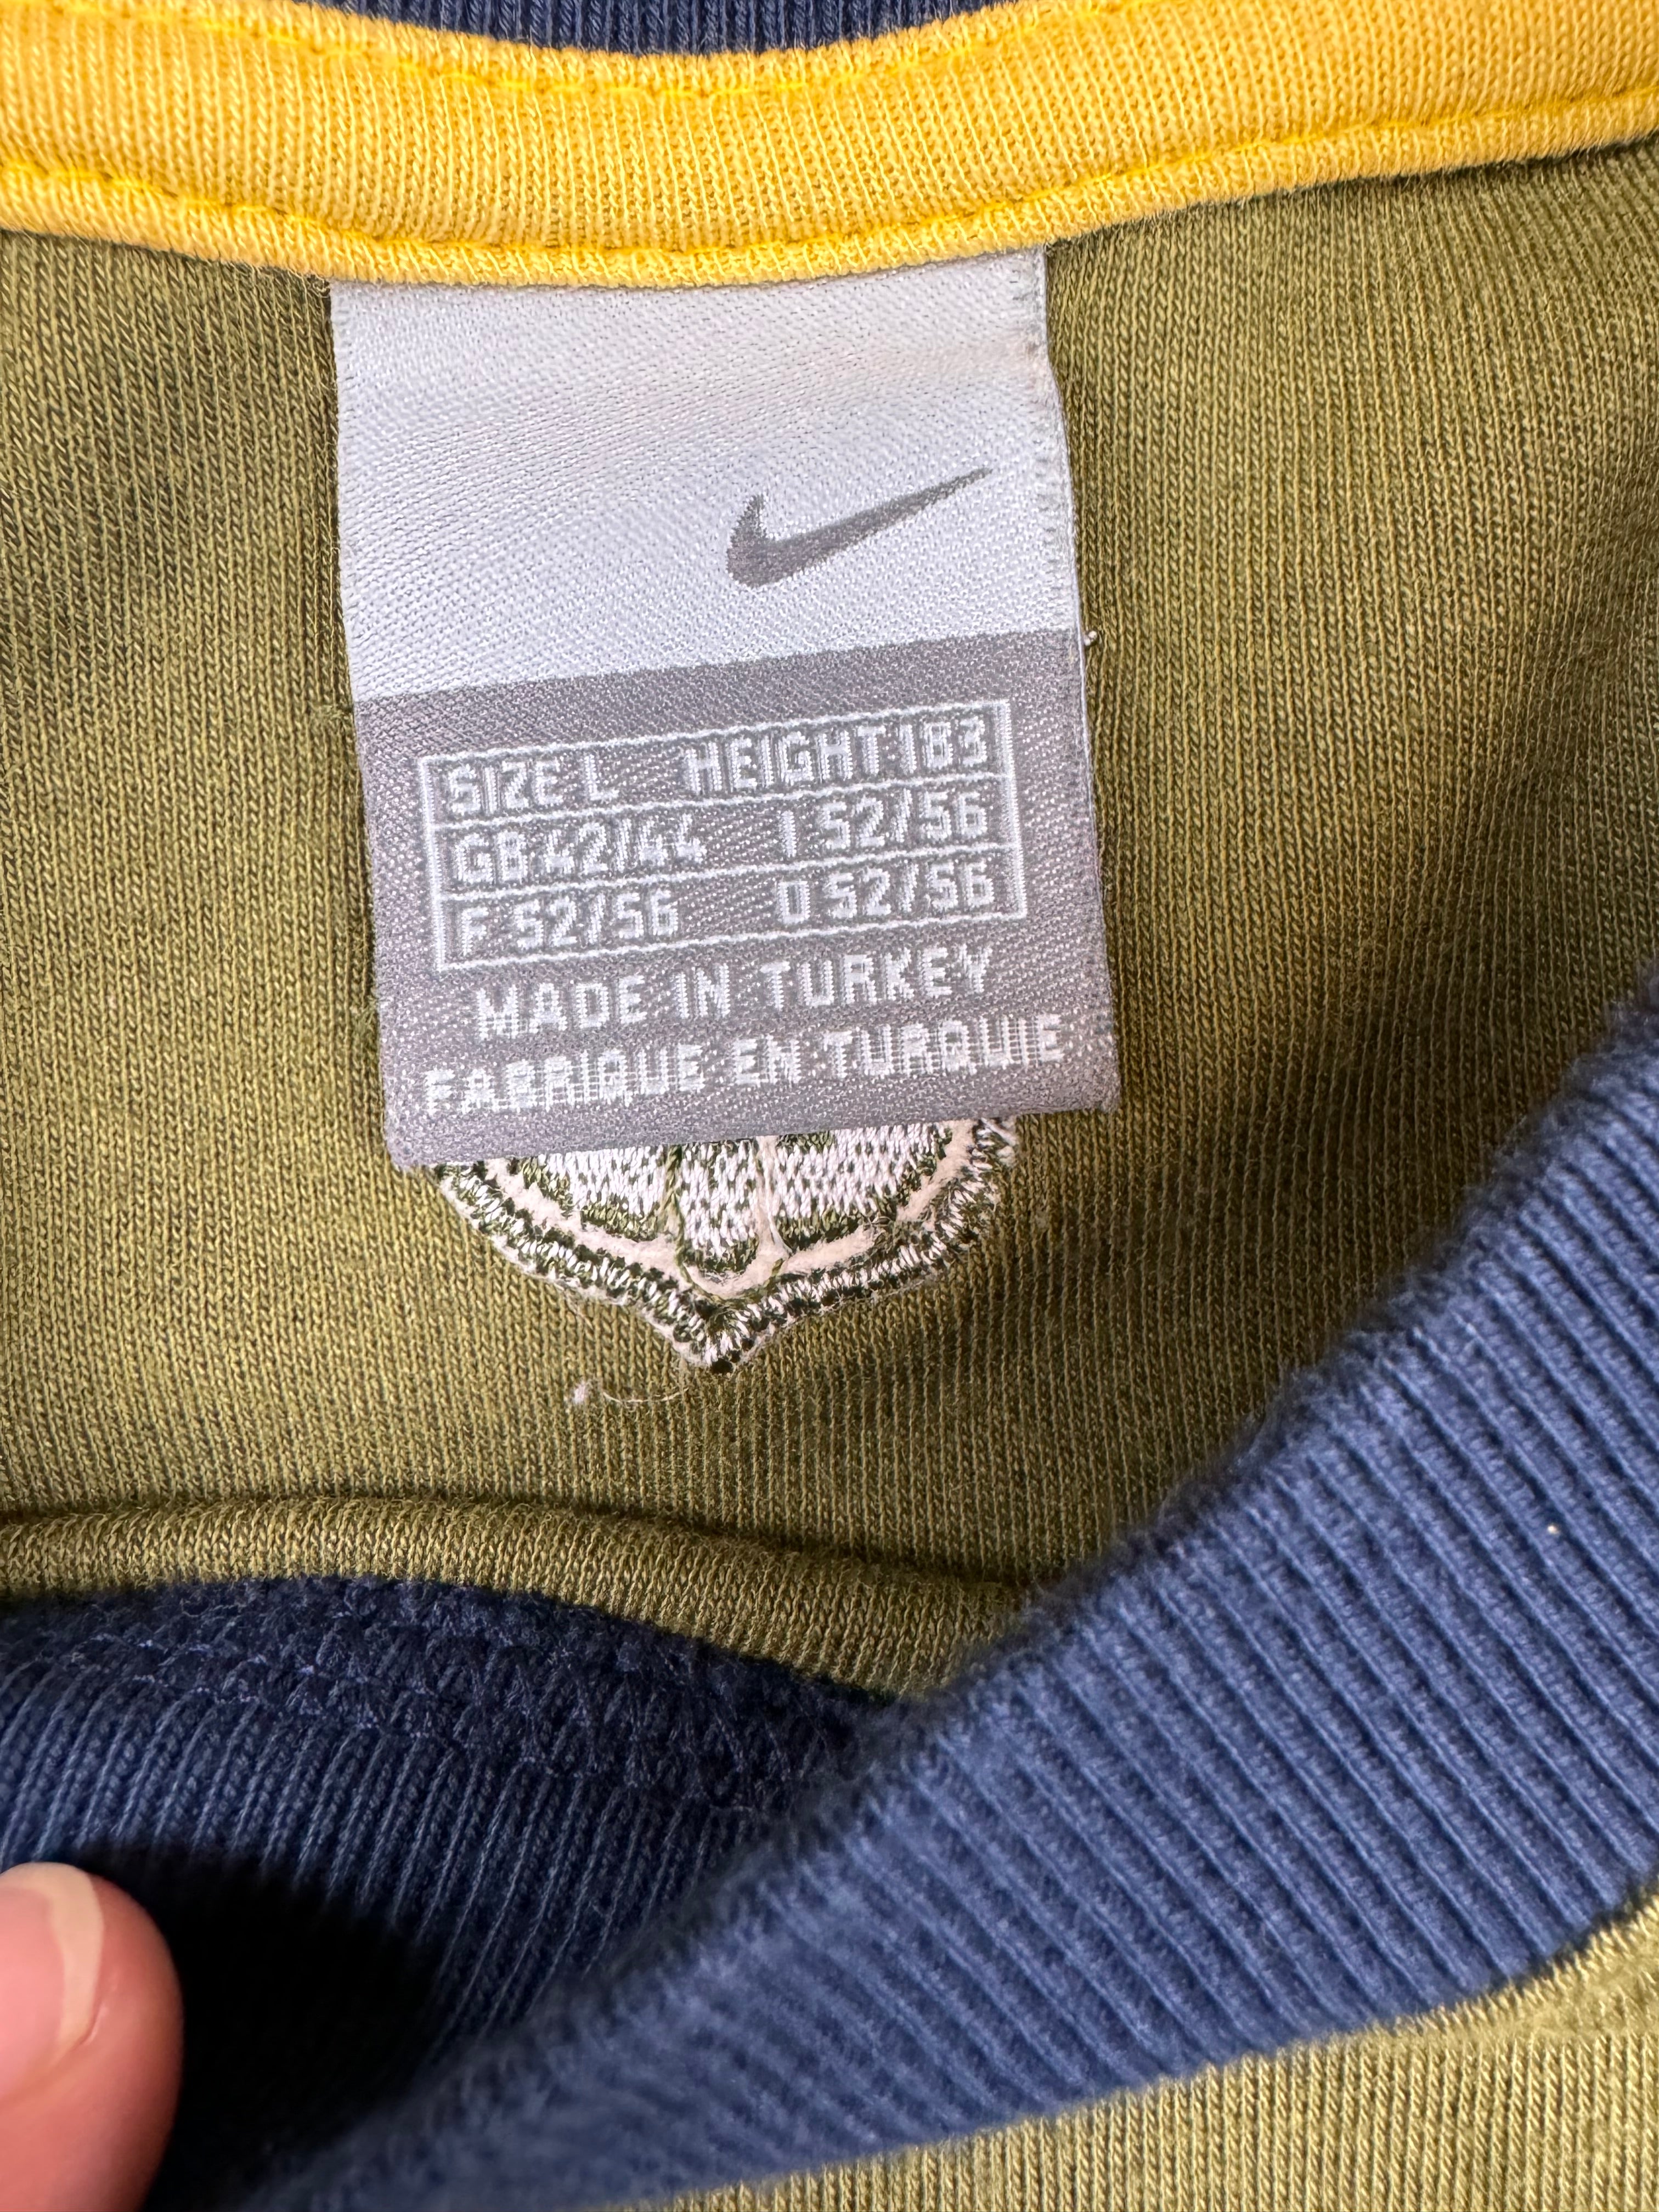 SIZE L HEIGHT 183
GB 42/44 I 52/56
F 52/56 D 52/56
MADE IN TURKEY
FABRIQUE EN TURQUIE